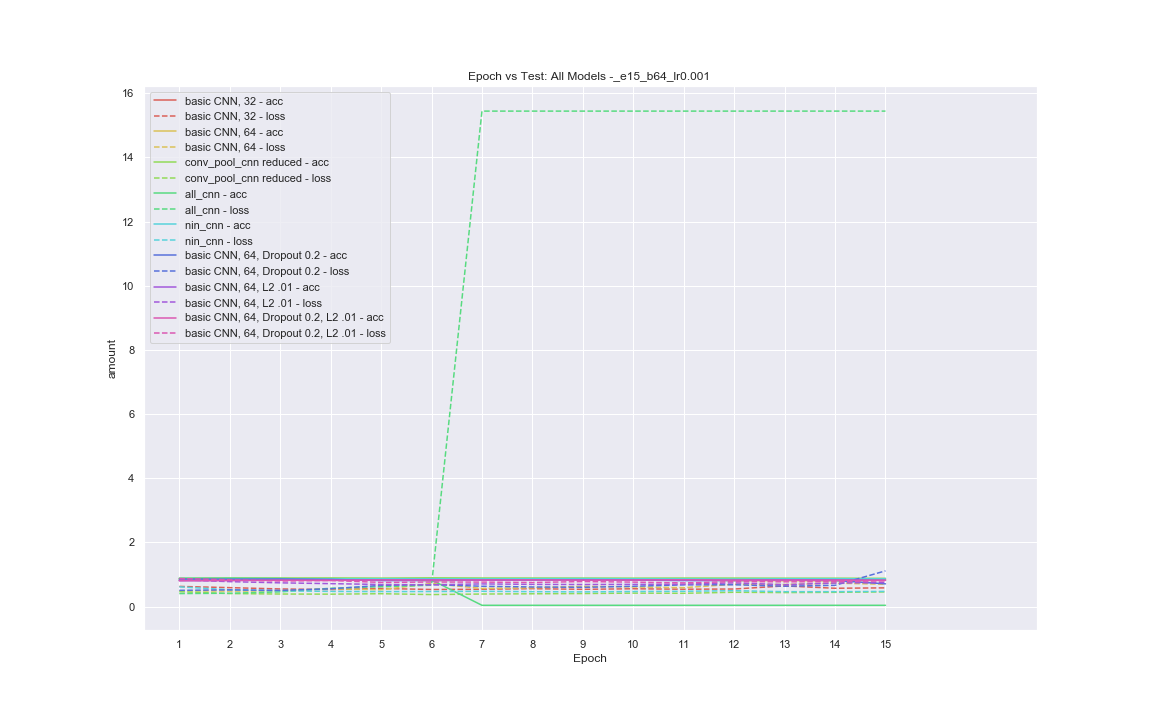 Epoch vs Test: All Models -_e15_b64_lr0.001
16
14
12
10
8
6
4
2
0
amount
basic CNN, 32 - acc
basic CNN, 32 - loss
basic CNN, 64 - acc
basic CNN, 64 - loss
conv_pool_cnn reduced - acc
conv_pool_cnn reduced - loss
all_cnn - acc
all_cnn - loss
nin_cnn - acc
nin_cnn - loss
basic CNN, 64, Dropout 0.2 - acc
basic CNN, 64, Dropout 0.2 - loss
basic CNN, 64, L2 .01 - acc
basic CNN, 64, L2 .01 - loss
basic CNN, 64, Dropout 0.2, L2 .01 - acc
basic CNN, 64, Dropout 0.2, L2 .01 - loss
1 2 3 4 5 6 7 8 9 10 11 12 13 14 15
Epoch